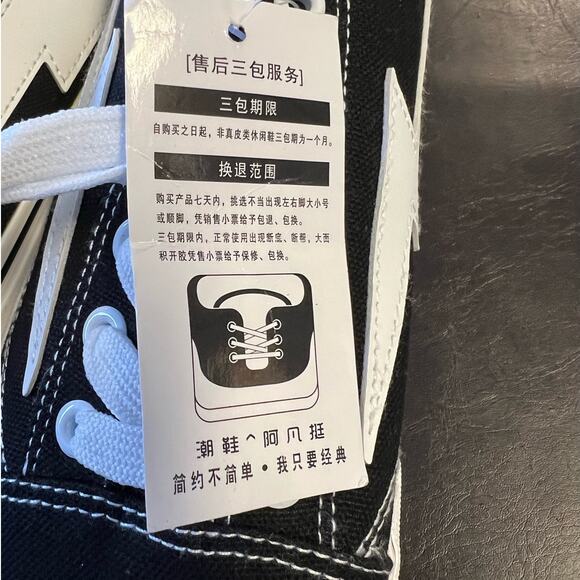 [售后三包服务]
三包期限
自购买之日起，非真皮类休闲鞋三包期为一个月。
换退范围
购买产品七天内，挑选不当出现左右脚大小号
或顺脚，凭销售小票给予包退、包换。
三包期限内，正常使用出现断底、断帮，大面
积开胶凭售小票给予保修、包换。
潮鞋^阿凡挺
简约不简单·我只要经典